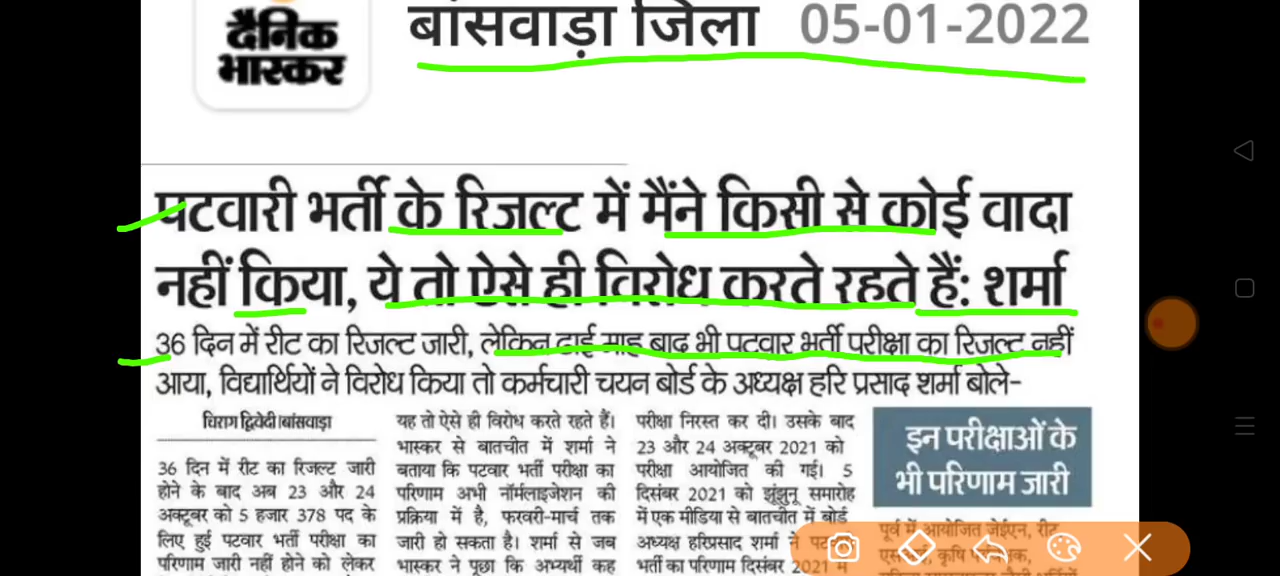 दैनिक
भास्कर
बांसवाड़ा जिला 05-01-2022
पटवारी भर्ती के रिजल्ट में मैंने किसी से कोई वादा
नहीं किया, ये तो ऐसे ही विरोध करते रहते हैं: शर्मा
36 दिन में रीट का रिजल्ट जारी, लेकिन ढाई माह बाद भी पटवार भर्ती परीक्षा का रिजल्ट नहीं
आया, विद्यार्थियों ने विरोध किया तो कर्मचारी चयन बोर्ड के अध्यक्ष हरि प्रसाद शर्मा बोले-
चिराग द्विवेदी।बांसवाड़ा
36 दिन में रीट का रिजल्ट जारी
होने के बाद अब 23 और 24
अक्टूबर को 5 हजार 378 पद के
लिए हुई पटवार भर्ती परीक्षा का
परिणाम जारी नहीं होने को लेकर
यह तो ऐसे ही विरोध करते रहते हैं।
भास्कर से बातचीत में शर्मा ने
बताया कि पटवार भर्ती परीक्षा का
परिणाम अभी नॉर्मलाइजेशन की
प्रक्रिया में है, फरवरी-मार्च तक
जारी हो सकता है। शर्मा से जब
भास्कर ने पूछा कि अभ्यर्थी कह
परीक्षा निरस्त कर दी। उसके बाद
23 और 24 अक्टूबर 2021 को
परीक्षा आयोजित की गई। 5
दिसंबर 2021 को झुंझुनू समारोह
में एक मीडिया से बातचीत में बोर्ड
अध्यक्ष हरिप्रसाद शर्मा ने
भर्ती का परिणाम दिसंबर 2021 में
इन परीक्षाओं के
भी परिणाम जारी
पूर्व में आयोजित जेईएन, रीट,
कृषि